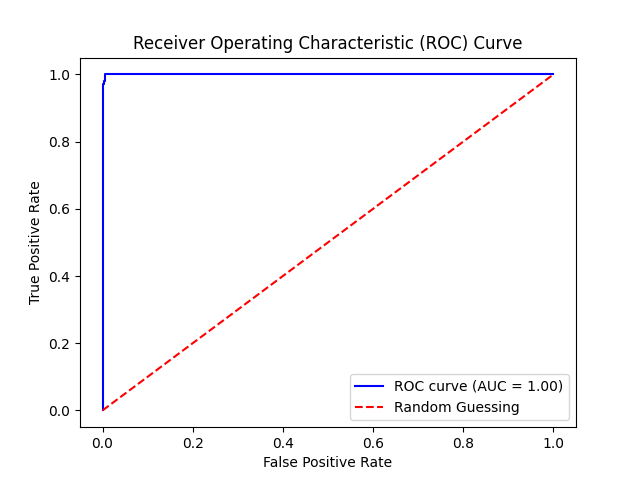 Receiver Operating Characteristic (ROC) Curve
True Positive Rate
1.0
0.8
0.6
0.4
0.2
0.0
0.0 0.2 0.4 0.6 0.8 1.0
False Positive Rate
ROC curve (AUC = 1.00)
Random Guessing